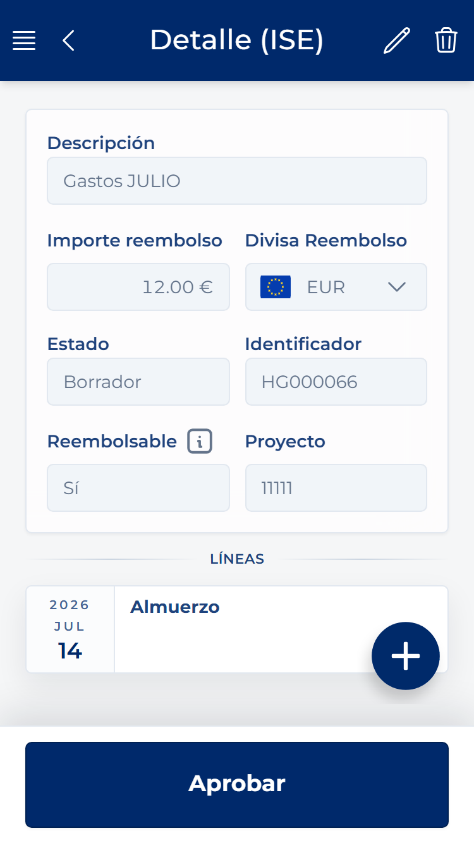 Detalle (ISE)
Descripción
Gastos JULIO
Importe reembolso Divisa Reembolso
12.00 € EUR
Estado Identificador
Borrador HG000066
Reembolsable i Proyecto
Sí 11111
LÍNEAS
2026 Almuerzo
JUL
14
Aprobar